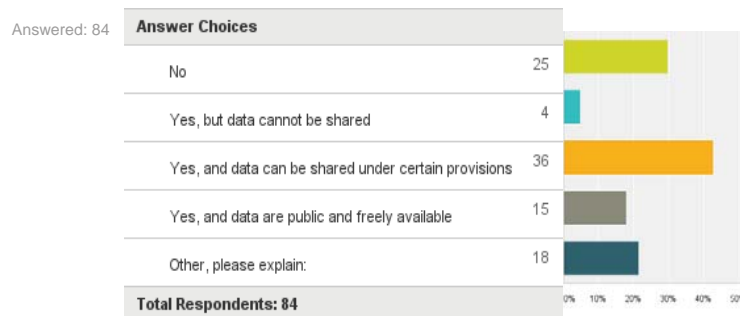 Answered: 84
Answer Choices
No 25
Yes, but data cannot be shared 4
Yes, and data can be shared under certain provisions 36
Yes, and data are public and freely available 15
Other, please explain: 18
Total Respondents: 84
0% 10% 20% 30% 40% 50%